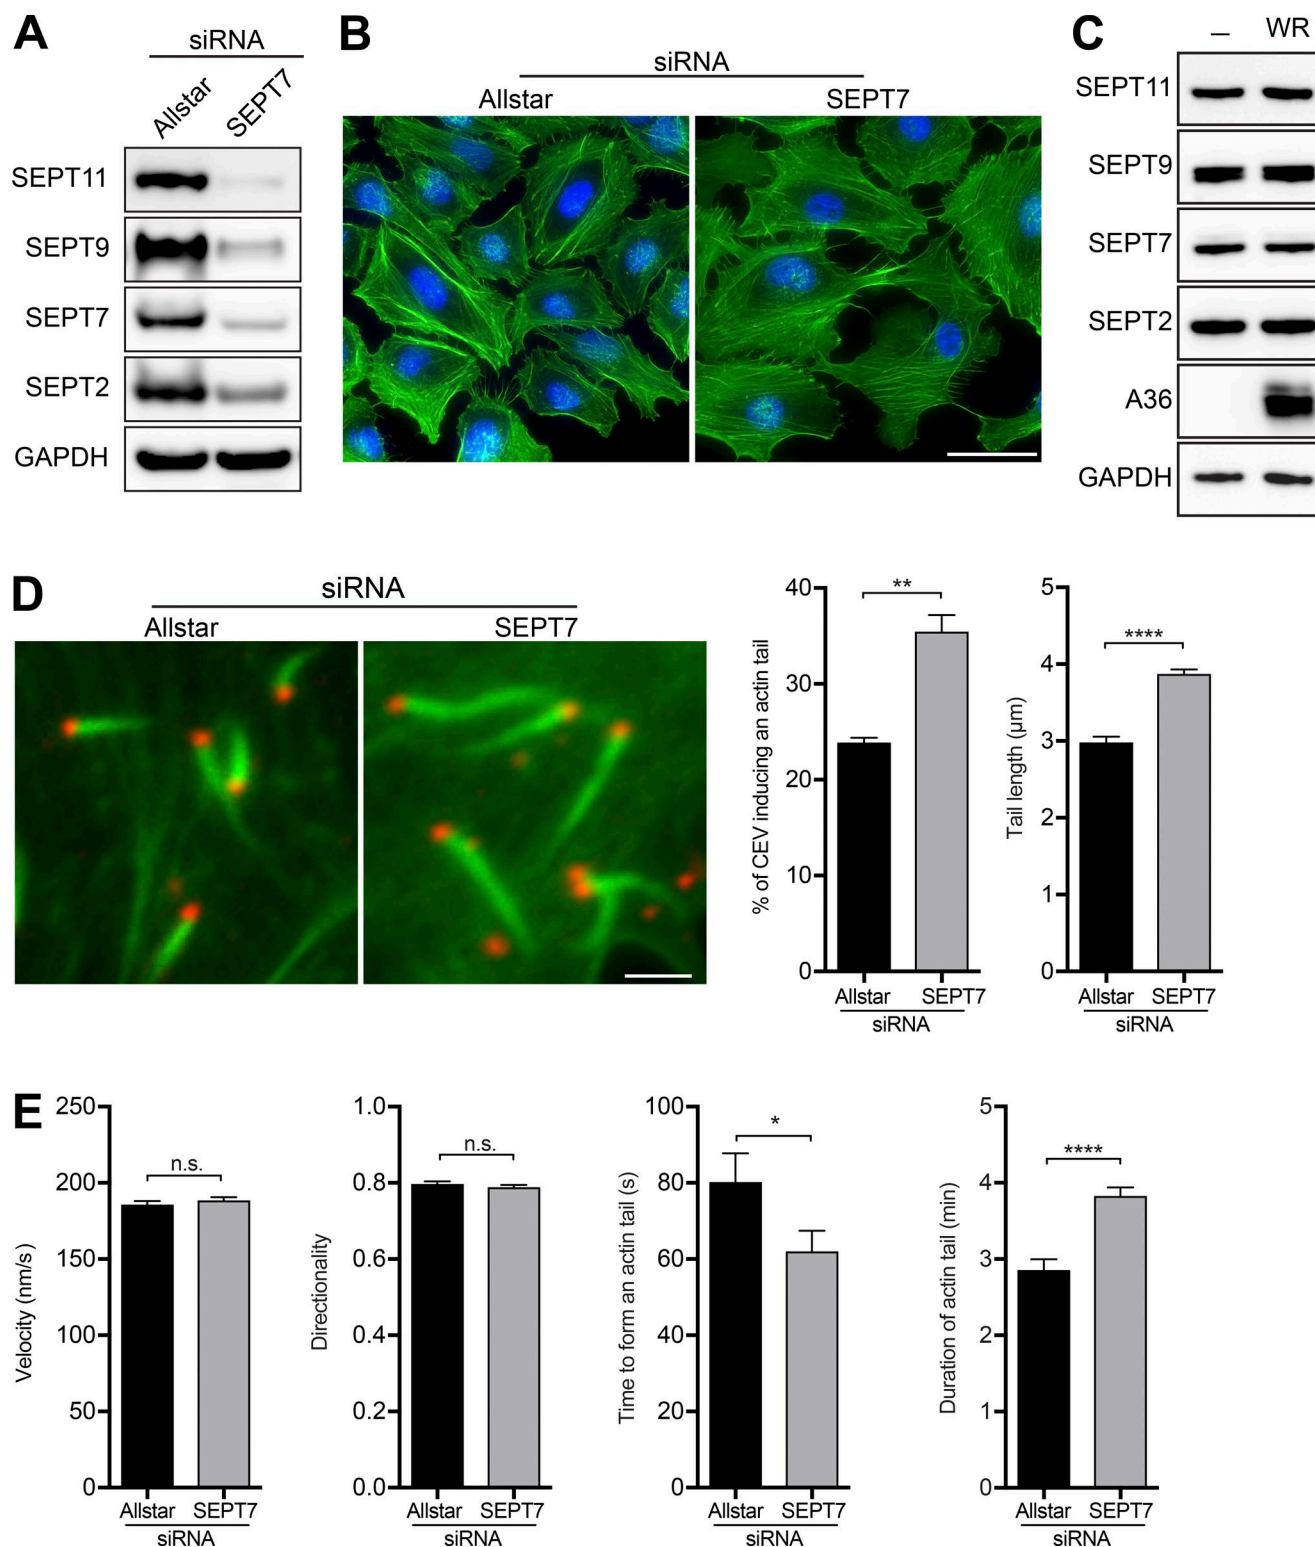 A
siRNA
Allstar
SEPT7
SEPT11
SEPT9
SEPT7
SEPT2
GAPDH
B
siRNA
Allstar
SEPT7
C
–
WR
SEPT11
SEPT9
SEPT7
SEPT2
A36
GAPDH
D
siRNA
Allstar
SEPT7
% of CEV inducing an actin tail
40
30
20
10
0
**
Allstar
SEPT7
siRNA
Tail length (μm)
5
4
3
2
1
0
****
Allstar
SEPT7
siRNA
E
Velocity (nm/s)
250
200
150
100
50
0
n.s.
Allstar
SEPT7
siRNA
Directionality
1.0
0.8
0.6
0.4
0.2
0.0
n.s.
Allstar
SEPT7
siRNA
Time to form an actin tail (s)
100
80
60
40
20
0
*
Allstar
SEPT7
siRNA
Duration of actin tail (min)
5
4
3
2
1
0
****
Allstar
SEPT7
siRNA